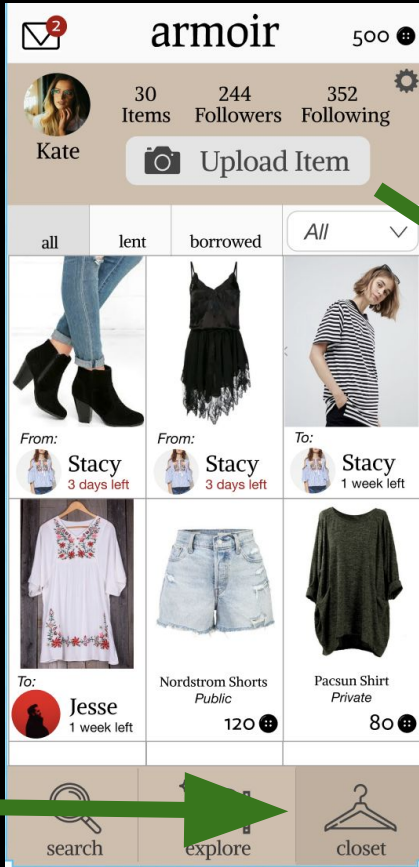 2
armoir
500
30 244 352
Items Followers Following
Kate
Upload Item
all lent borrowed All
From: From: To:
Stacy Stacy Stacy
3 days left 3 days left 1 week left
To:
Jesse
1 week left
Nordstrom Shorts
Public
120
Pacsun Shirt
Private
80
search explore closet